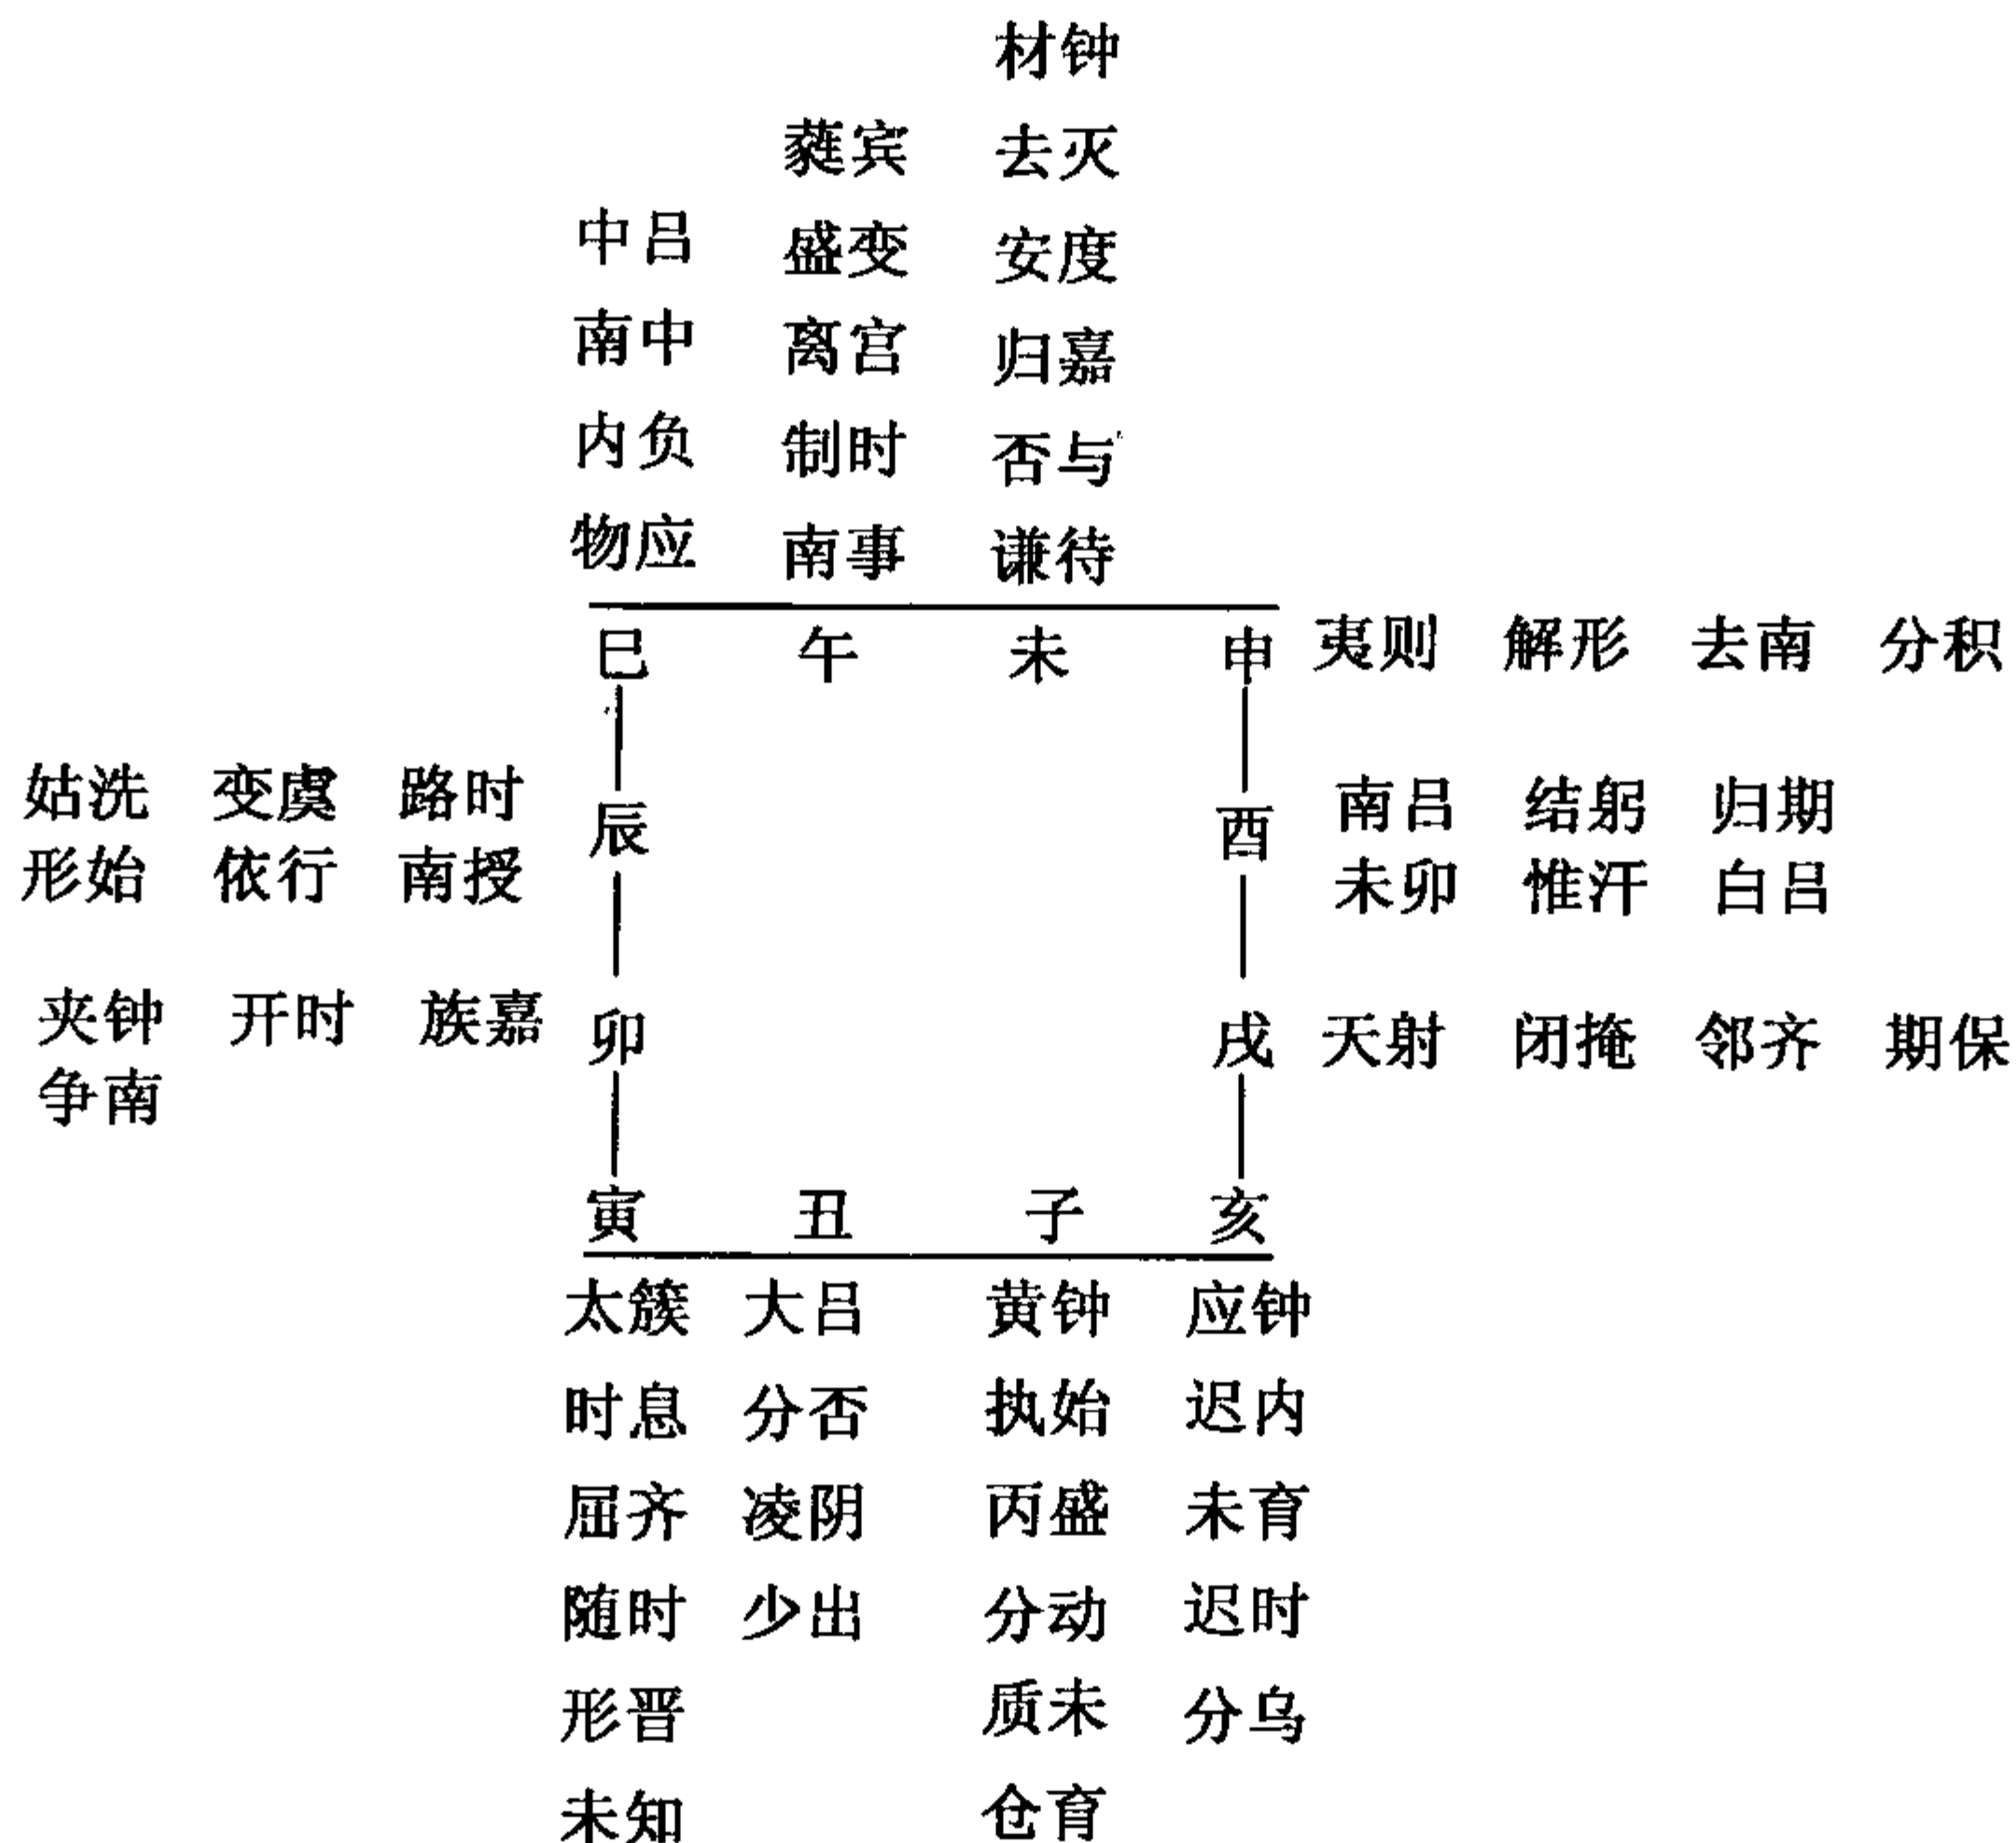 材钟
蕤宾 去灭
中吕 盛变 安度
南中 离宫 归嘉
内负 制时 否与
物应 南事 谦待
巳 午 未 申 夷则 解形 去南 分积
姑洗 变虞 路时 辰 酉 南吕 结躬 归期
形始 依行 南授 未卯 惟汗 白吕
夹钟 开时 族嘉 卯 戌 天射 闭掩 邻齐 期保
争南
寅 丑 子 亥
太簇 大吕 黄钟 应钟
时息 分否 执始 迟内
屈齐 凌阴 丙盛 未育
随时 少出 分动 迟时
形晋 质未 分乌
未知 仓育